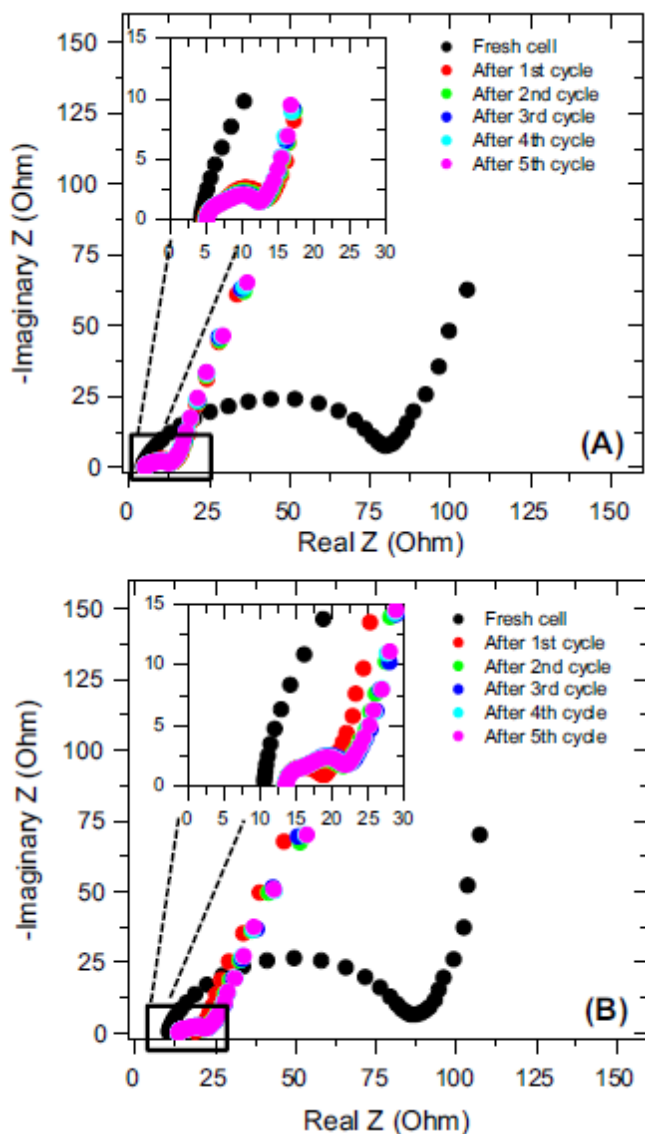 150
125
100
75
50
25
0
-Imaginary Z (Ohm)
15
10
5
0
0 5 10 15 20 25 30
Fresh cell
After 1st cycle
After 2nd cycle
After 3rd cycle
After 4th cycle
After 5th cycle
(A)
0 25 50 75 100 125 150
Real Z (Ohm)
150
125
100
75
50
25
0
-Imaginary Z (Ohm)
15
10
5
0
0 5 10 15 20 25 30
Fresh cell
After 1st cycle
After 2nd cycle
After 3rd cycle
After 4th cycle
After 5th cycle
(B)
0 25 50 75 100 125 150
Real Z (Ohm)